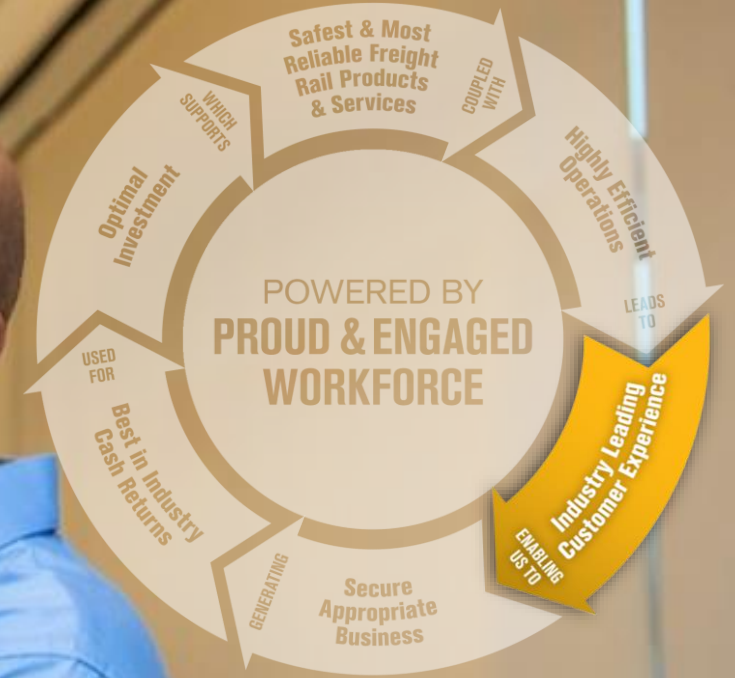 Safest & Most
Reliable Freight
Rail Products
& Services
COUPLED
WITH
Highly Efficient
Operations
LEADS
TO
Industry Leading
Customer Experience
ENABLING
US TO
Secure
Appropriate
Business
GENERATING
Best in Industry
Cash Returns
USED
FOR
Optimal
Investment
WHICH
SUPPORTS
POWERED BY
PROUD & ENGAGED
WORKFORCE